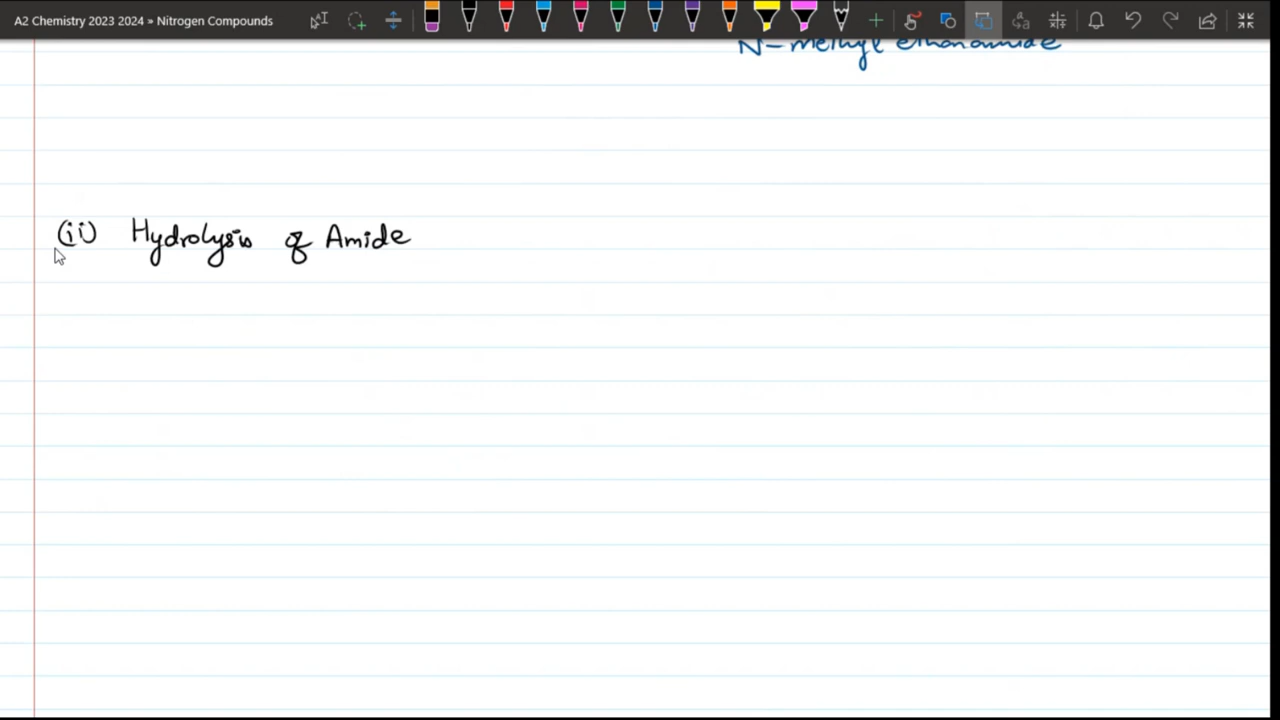 A2 Chemistry 2023 2024 » Nitrogen Compounds
N-methyl ethanamide
(ii) Hydrolysis of Amide